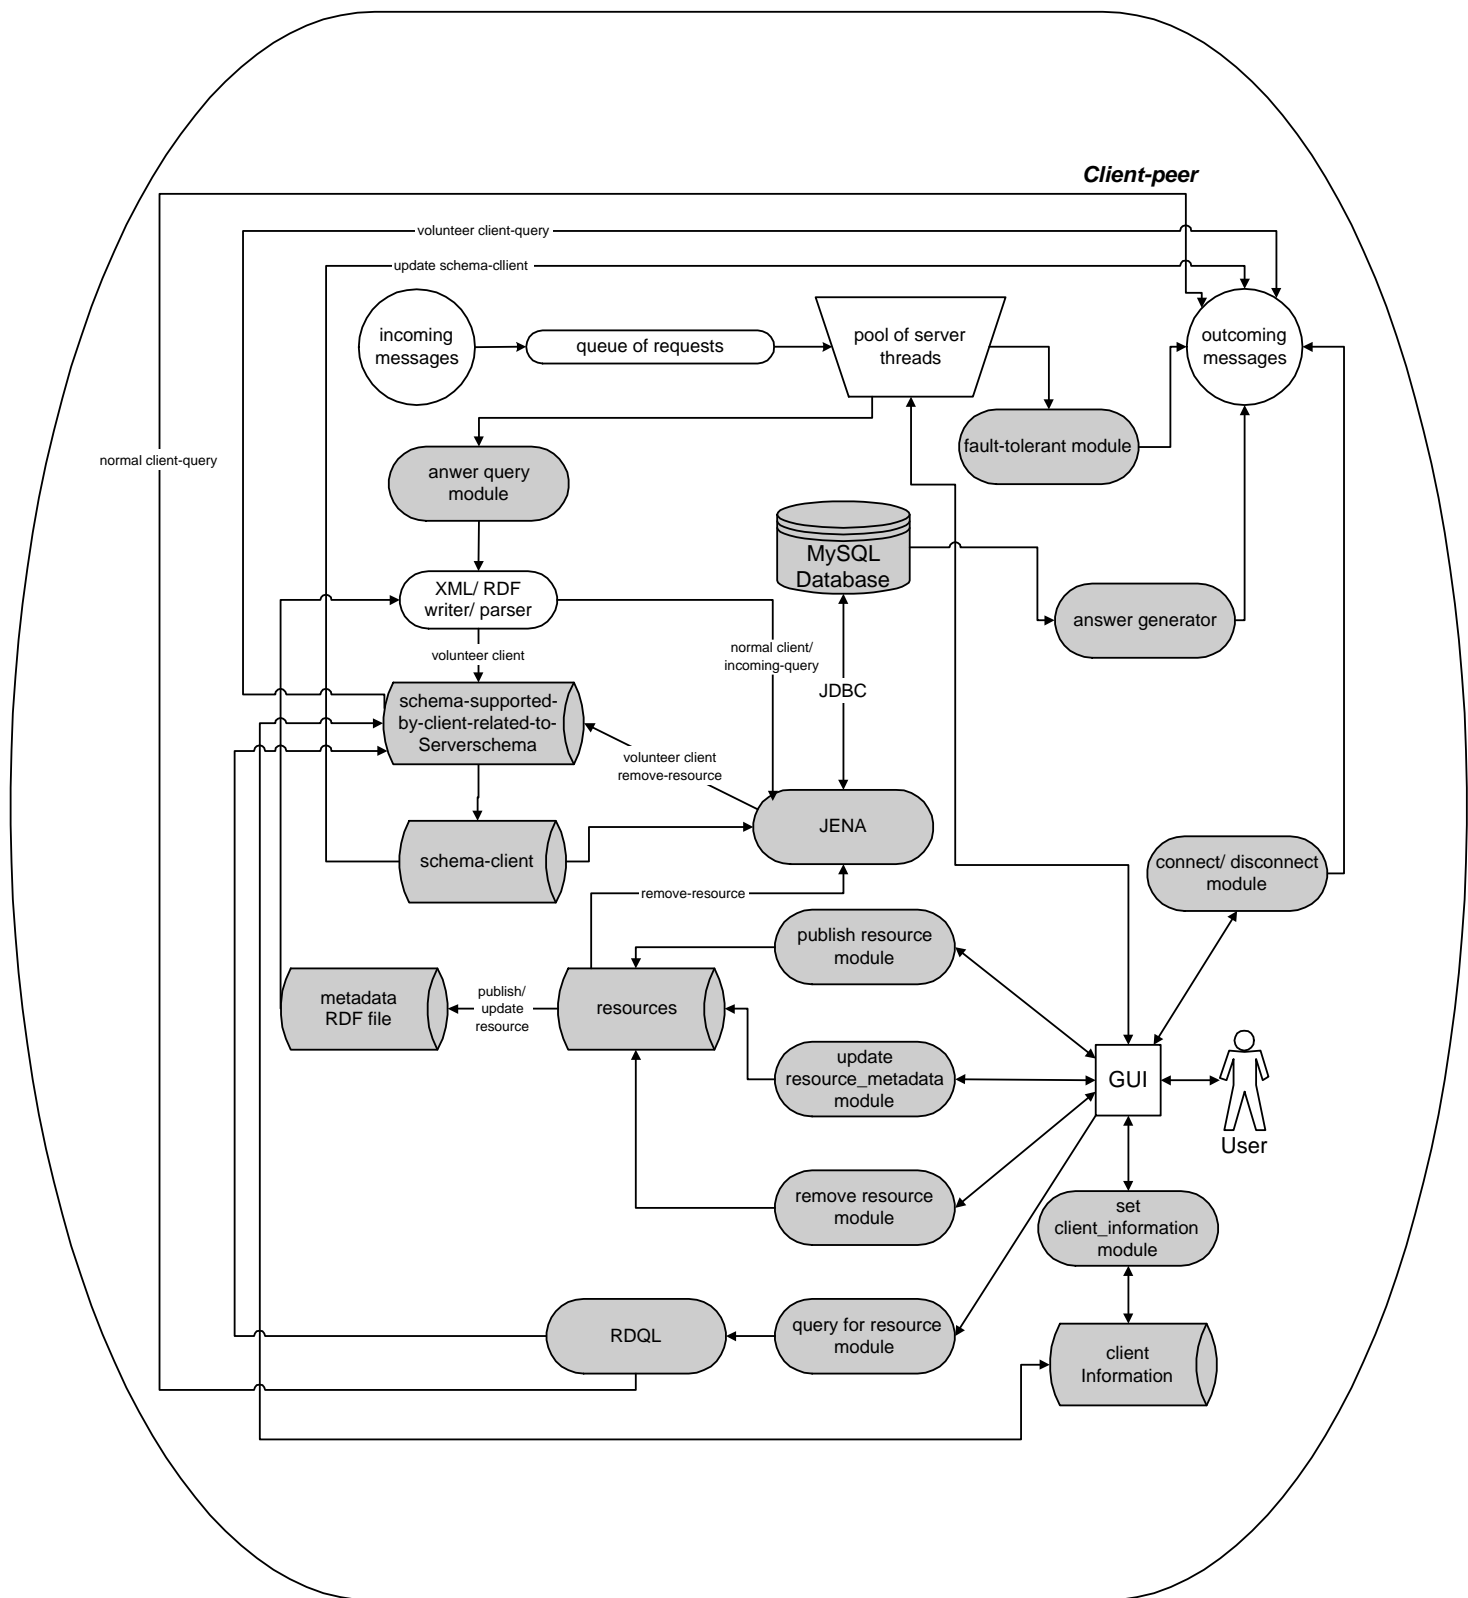 Client-peer
volunteer client-query
update schema-cllient
incoming
messages
queue of requests
pool of server
threads
outcoming
messages
fault-tolerant module
normal client-query
anwer query
module
MySQL
Database
XML/ RDF
writer/ parser
answer generator
normal client/
incoming-query
volunteer client
JDBC
schema-supported-
by-client-related-to-
Serverschema
volunteer client
remove-resource
JENA
schema-client
connect/ disconnect
module
remove-resource
publish resource
module
metadata
RDF file
publish/
update
resource
resources
update
resource_metadata
module
GUI
User
remove resource
module
set
client_information
module
RDQL
query for resource
module
client
Information